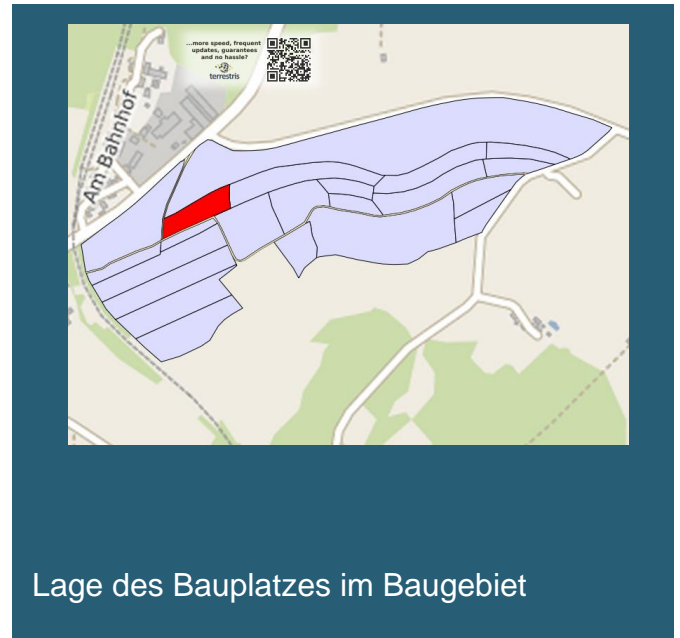 ...more speed, frequent
updates, guarantees
and no hassle?
terrestris
Am Bahnhof
Lage des Bauplatzes im Baugebiet